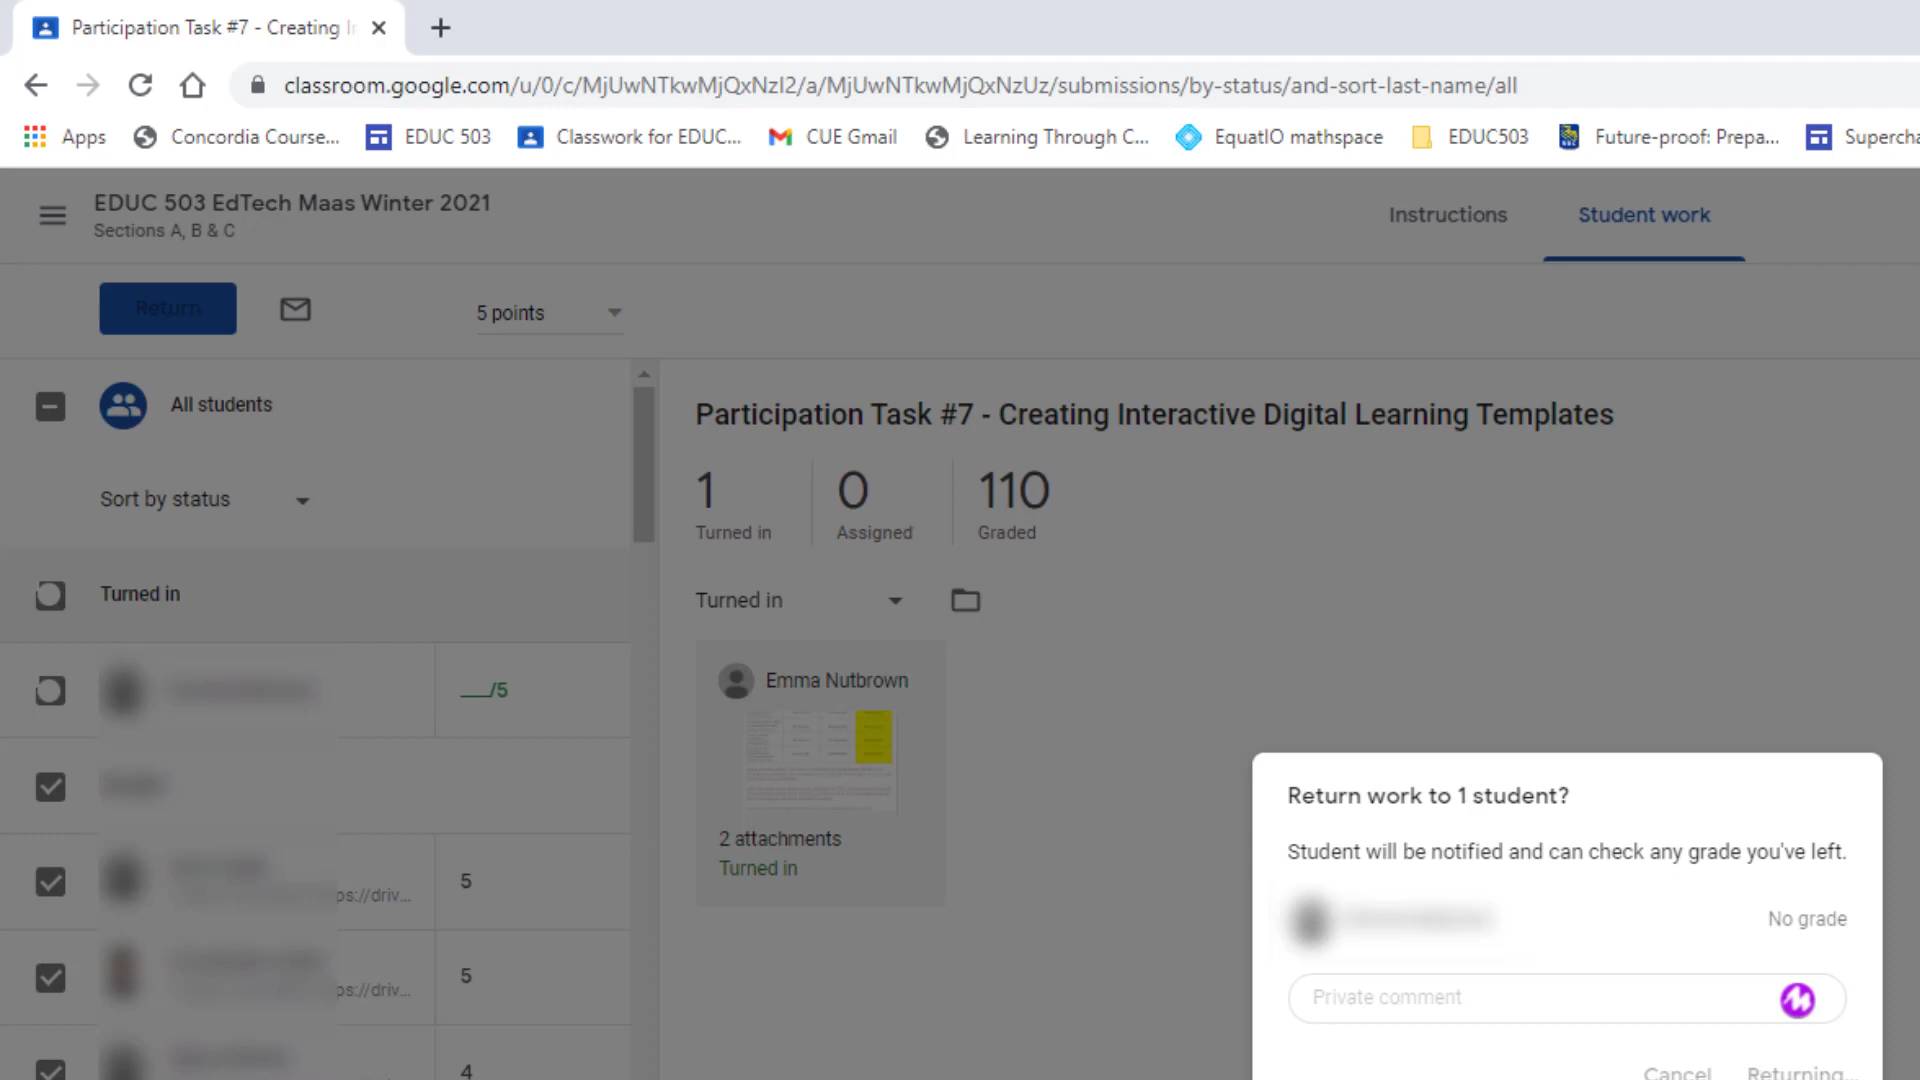 Participation Task #7 - Creating
classroom.google.com/u/0/c/MjUwNTkwMjQxNzI2/a/MjUwNTkwMjQxNzUz/submissions/by-status/and-sort-last-name/all
Apps Concordia Course... EDUC 503 Classwork for EDUC... CUE Gmail Learning Through C... EquatIO mathspace EDUC503 Future-proof: Prepa... Supercha
EDUC 503 EdTech Maas Winter 2021
Sections A, B & C
Instructions
Student work
Return
5 points
All students
Sort by status
Turned in
___/5
ps://driv...
5
ps://driv...
5
4
Participation Task #7 - Creating Interactive Digital Learning Templates
1 0 110
Turned in Assigned Graded
Turned in
Emma Nutbrown
2 attachments
Turned in
Return work to 1 student?
Student will be notified and can check any grade you've left.
No grade
Private comment
Cancel Returning...